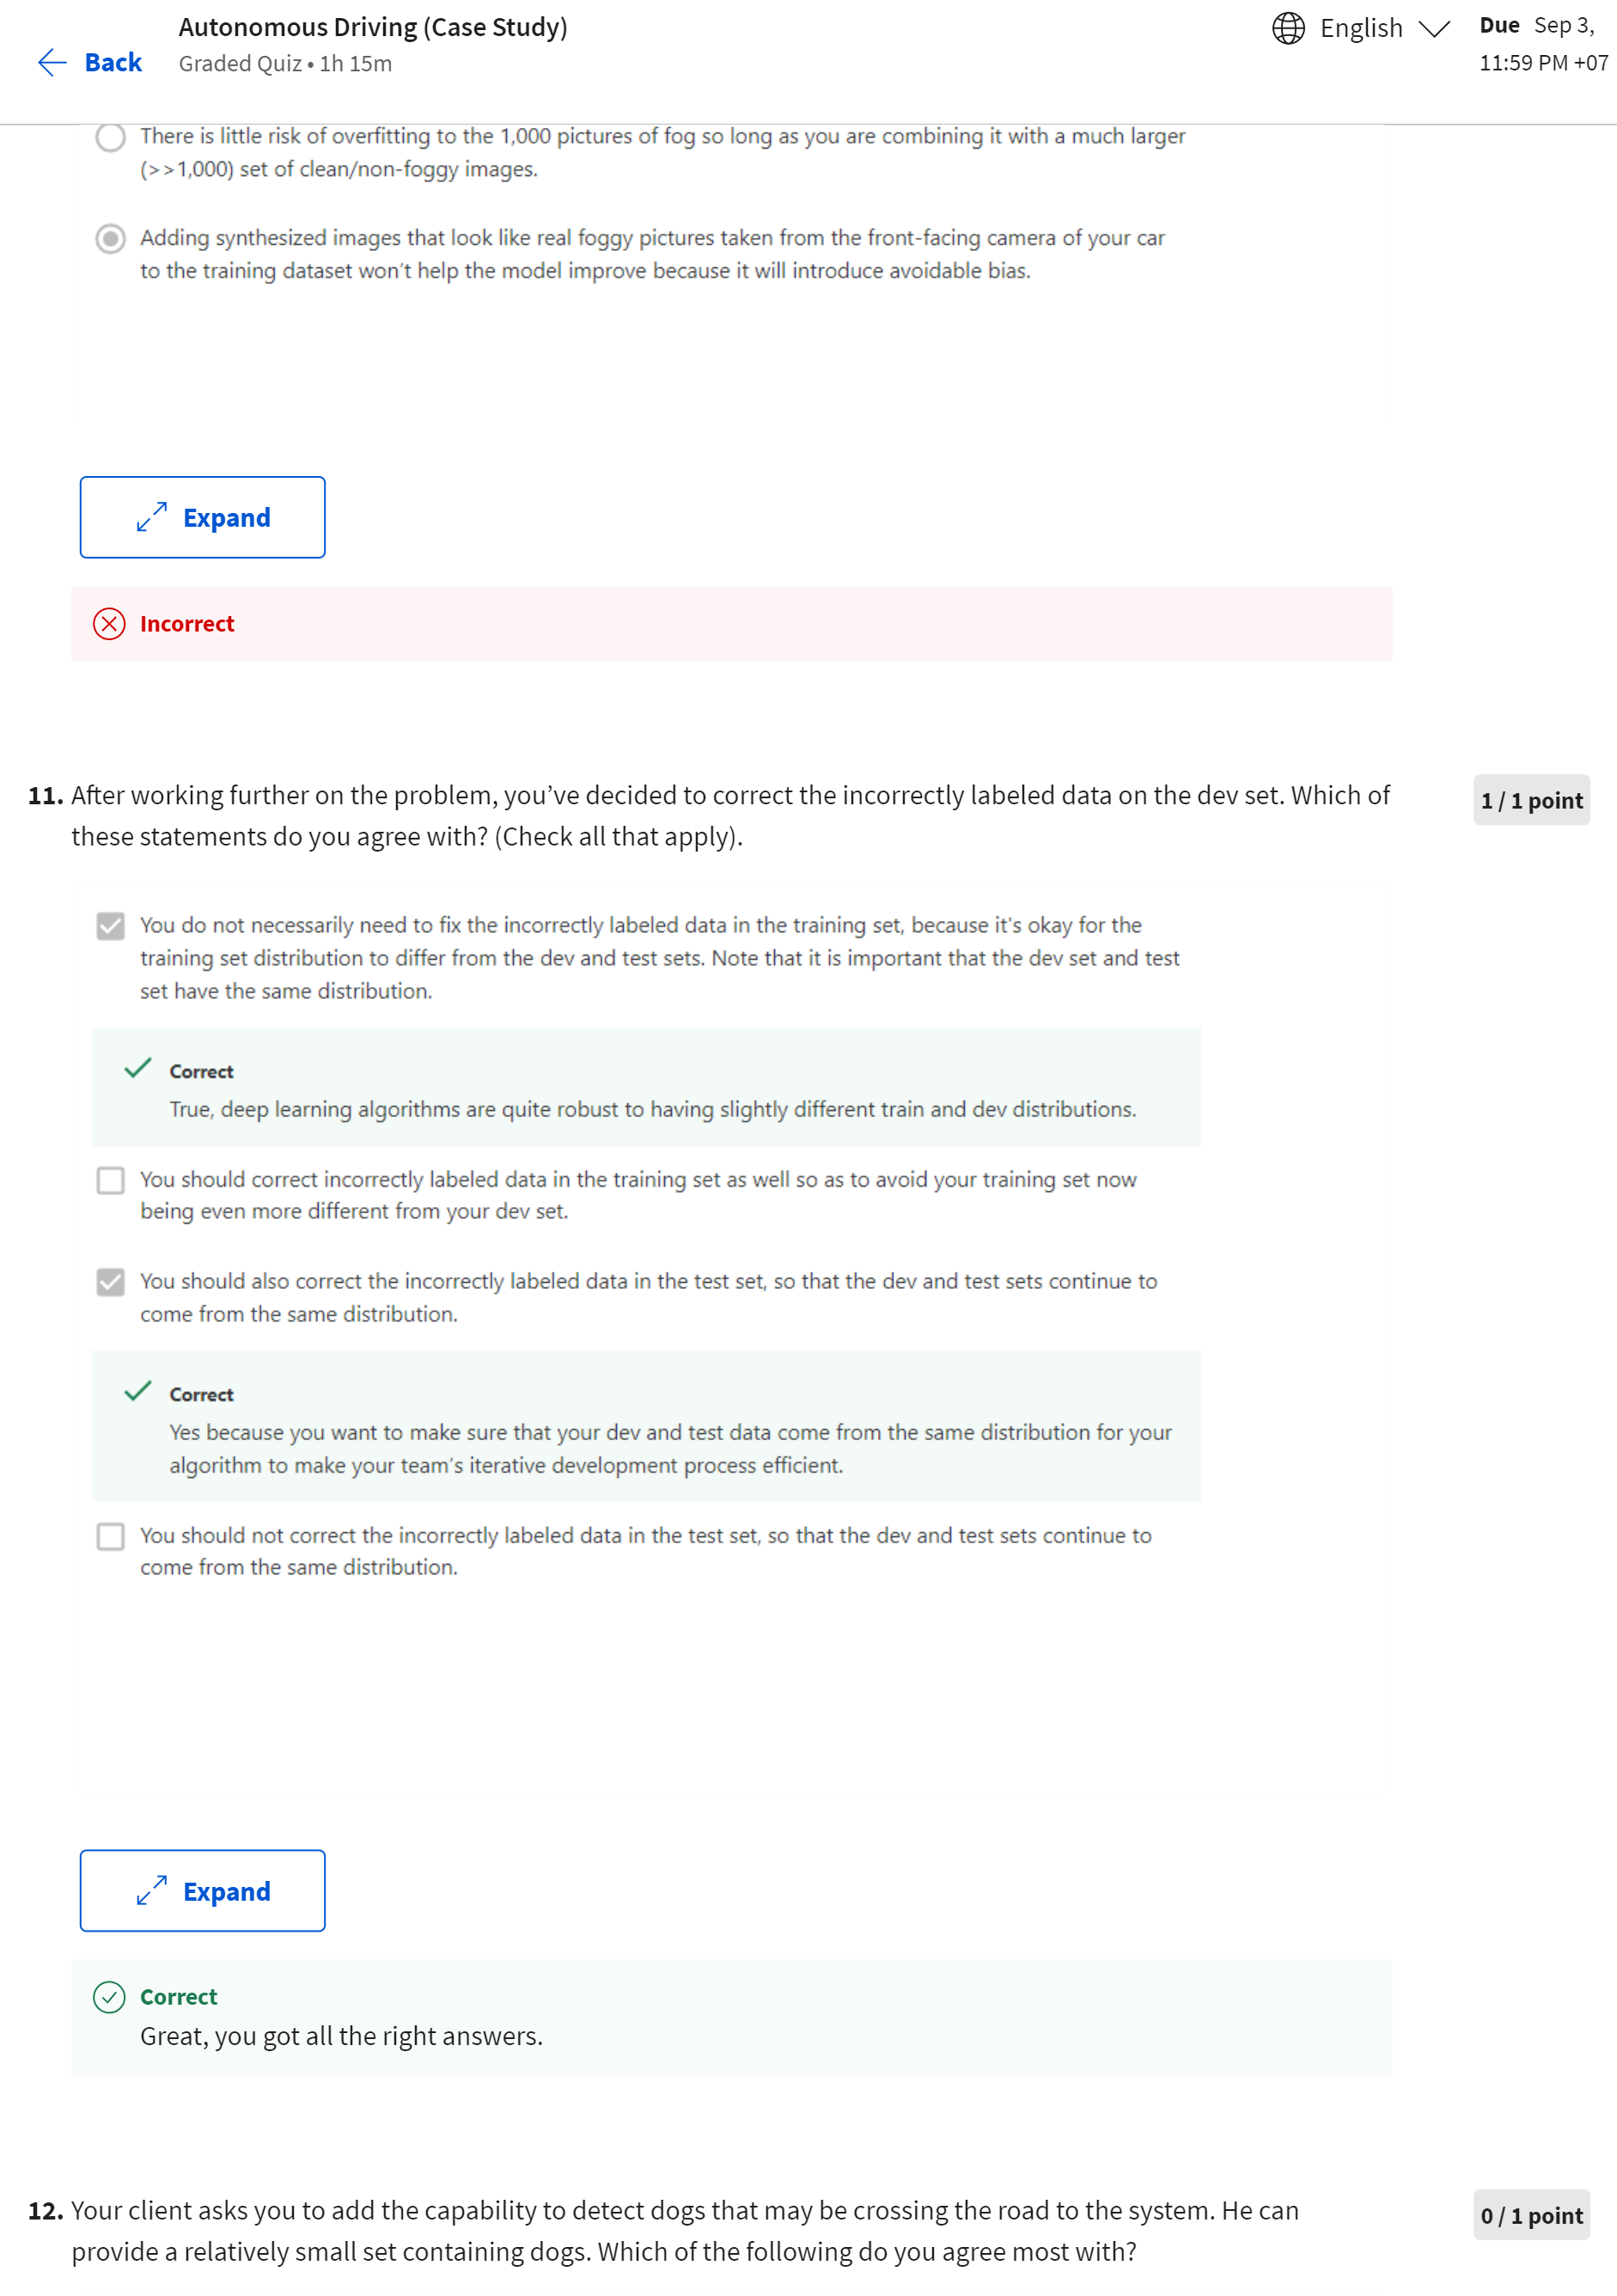 Autonomous Driving (Case Study)
Back
Graded Quiz • 1h 15m
English
Due Sep 3,
11:59 PM +07
There is little risk of overfitting to the 1,000 pictures of fog so long as you are combining it with a much larger
(>>1,000) set of clean/non-foggy images.
Adding synthesized images that look like real foggy pictures taken from the front-facing camera of your car
to the training dataset won't help the model improve because it will introduce avoidable bias.
Expand
Incorrect
11. After working further on the problem, you’ve decided to correct the incorrectly labeled data on the dev set. Which of
these statements do you agree with? (Check all that apply).
1 / 1 point
You do not necessarily need to fix the incorrectly labeled data in the training set, because it's okay for the
training set distribution to differ from the dev and test sets. Note that it is important that the dev set and test
set have the same distribution.
Correct
True, deep learning algorithms are quite robust to having slightly different train and dev distributions.
You should correct incorrectly labeled data in the training set as well so as to avoid your training set now
being even more different from your dev set.
You should also correct the incorrectly labeled data in the test set, so that the dev and test sets continue to
come from the same distribution.
Correct
Yes because you want to make sure that your dev and test data come from the same distribution for your
algorithm to make your team's iterative development process efficient.
You should not correct the incorrectly labeled data in the test set, so that the dev and test sets continue to
come from the same distribution.
Expand
Correct
Great, you got all the right answers.
12. Your client asks you to add the capability to detect dogs that may be crossing the road to the system. He can
provide a relatively small set containing dogs. Which of the following do you agree most with?
0 / 1 point